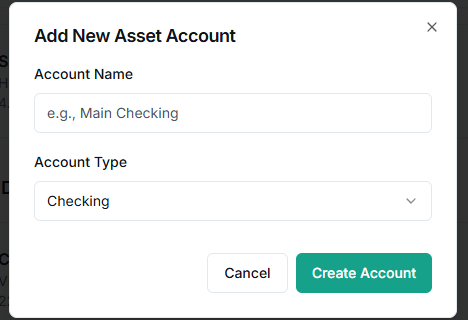 Add New Asset Account
Account Name
e.g., Main Checking
Account Type
Checking
Cancel
Create Account